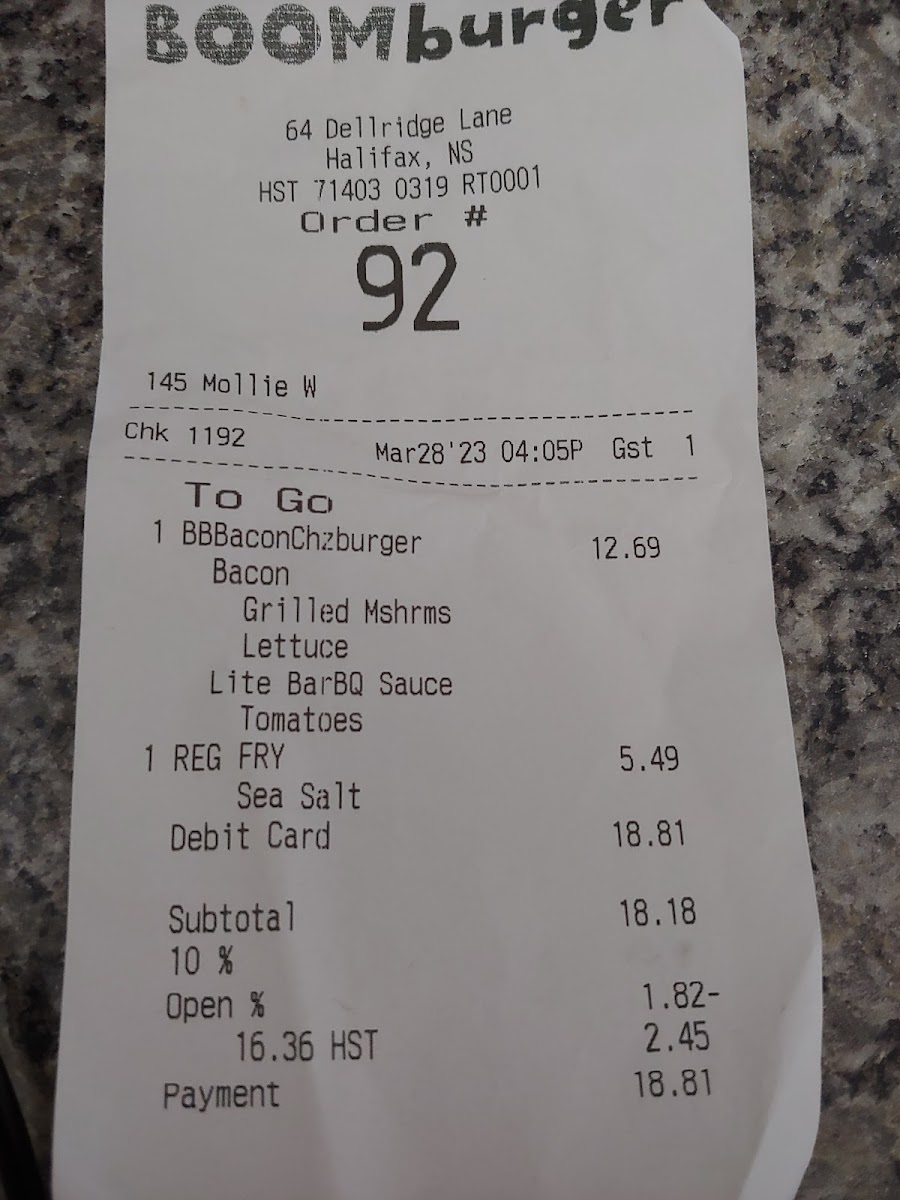 BOOMburger
64 Dellridge Lane
Halifax, NS
HST 71403 0319 RT0001
Order #
92
145 Mollie W
Chk 1192 Mar28'23 04:05P Gst 1
To Go
1 BBBaconChzburger 12.69
Bacon
Grilled Mshrms
Lettuce
Lite BarBQ Sauce
Tomatoes
1 REG FRY 5.49
Sea Salt
Debit Card 18.81
Subtotal 18.18
10 %
Open % 1.82-
16.36 HST 2.45
Payment 18.81